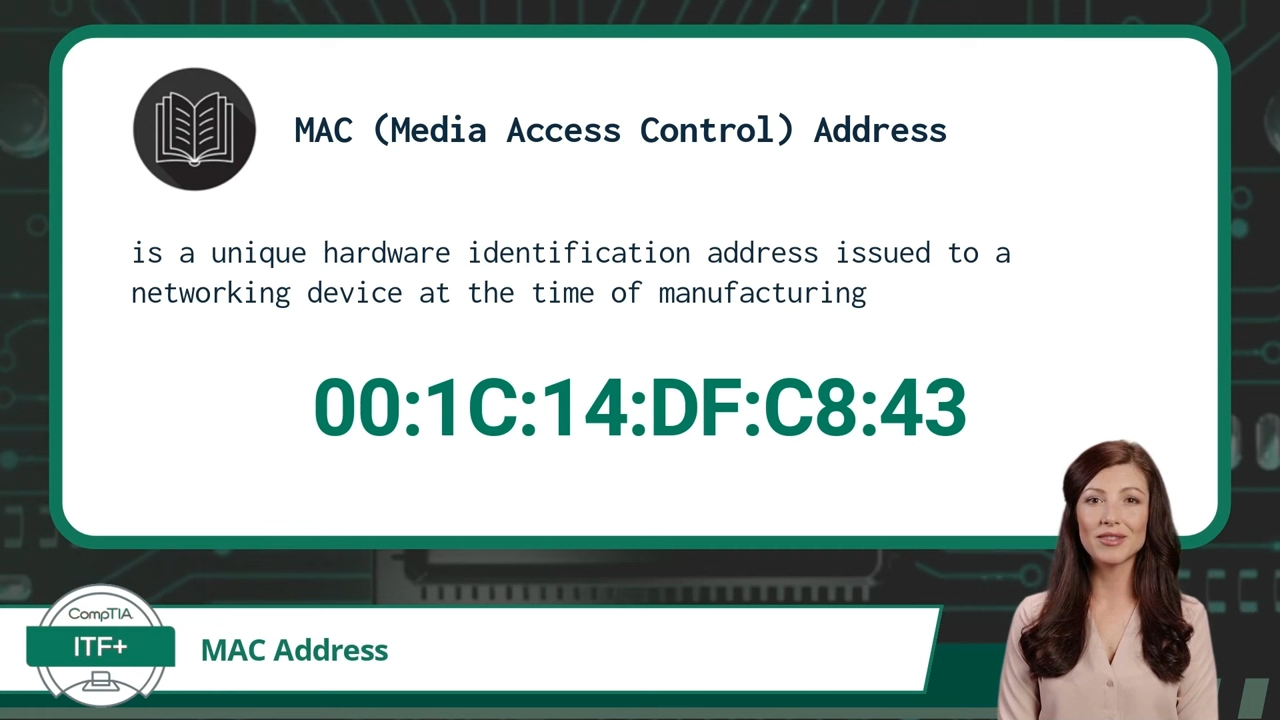 MAC (Media Access Control) Address
is a unique hardware identification address issued to a
networking device at the time of manufacturing
00:1C:14:DF:C8:43
CompTIA
ITF+
MAC Address